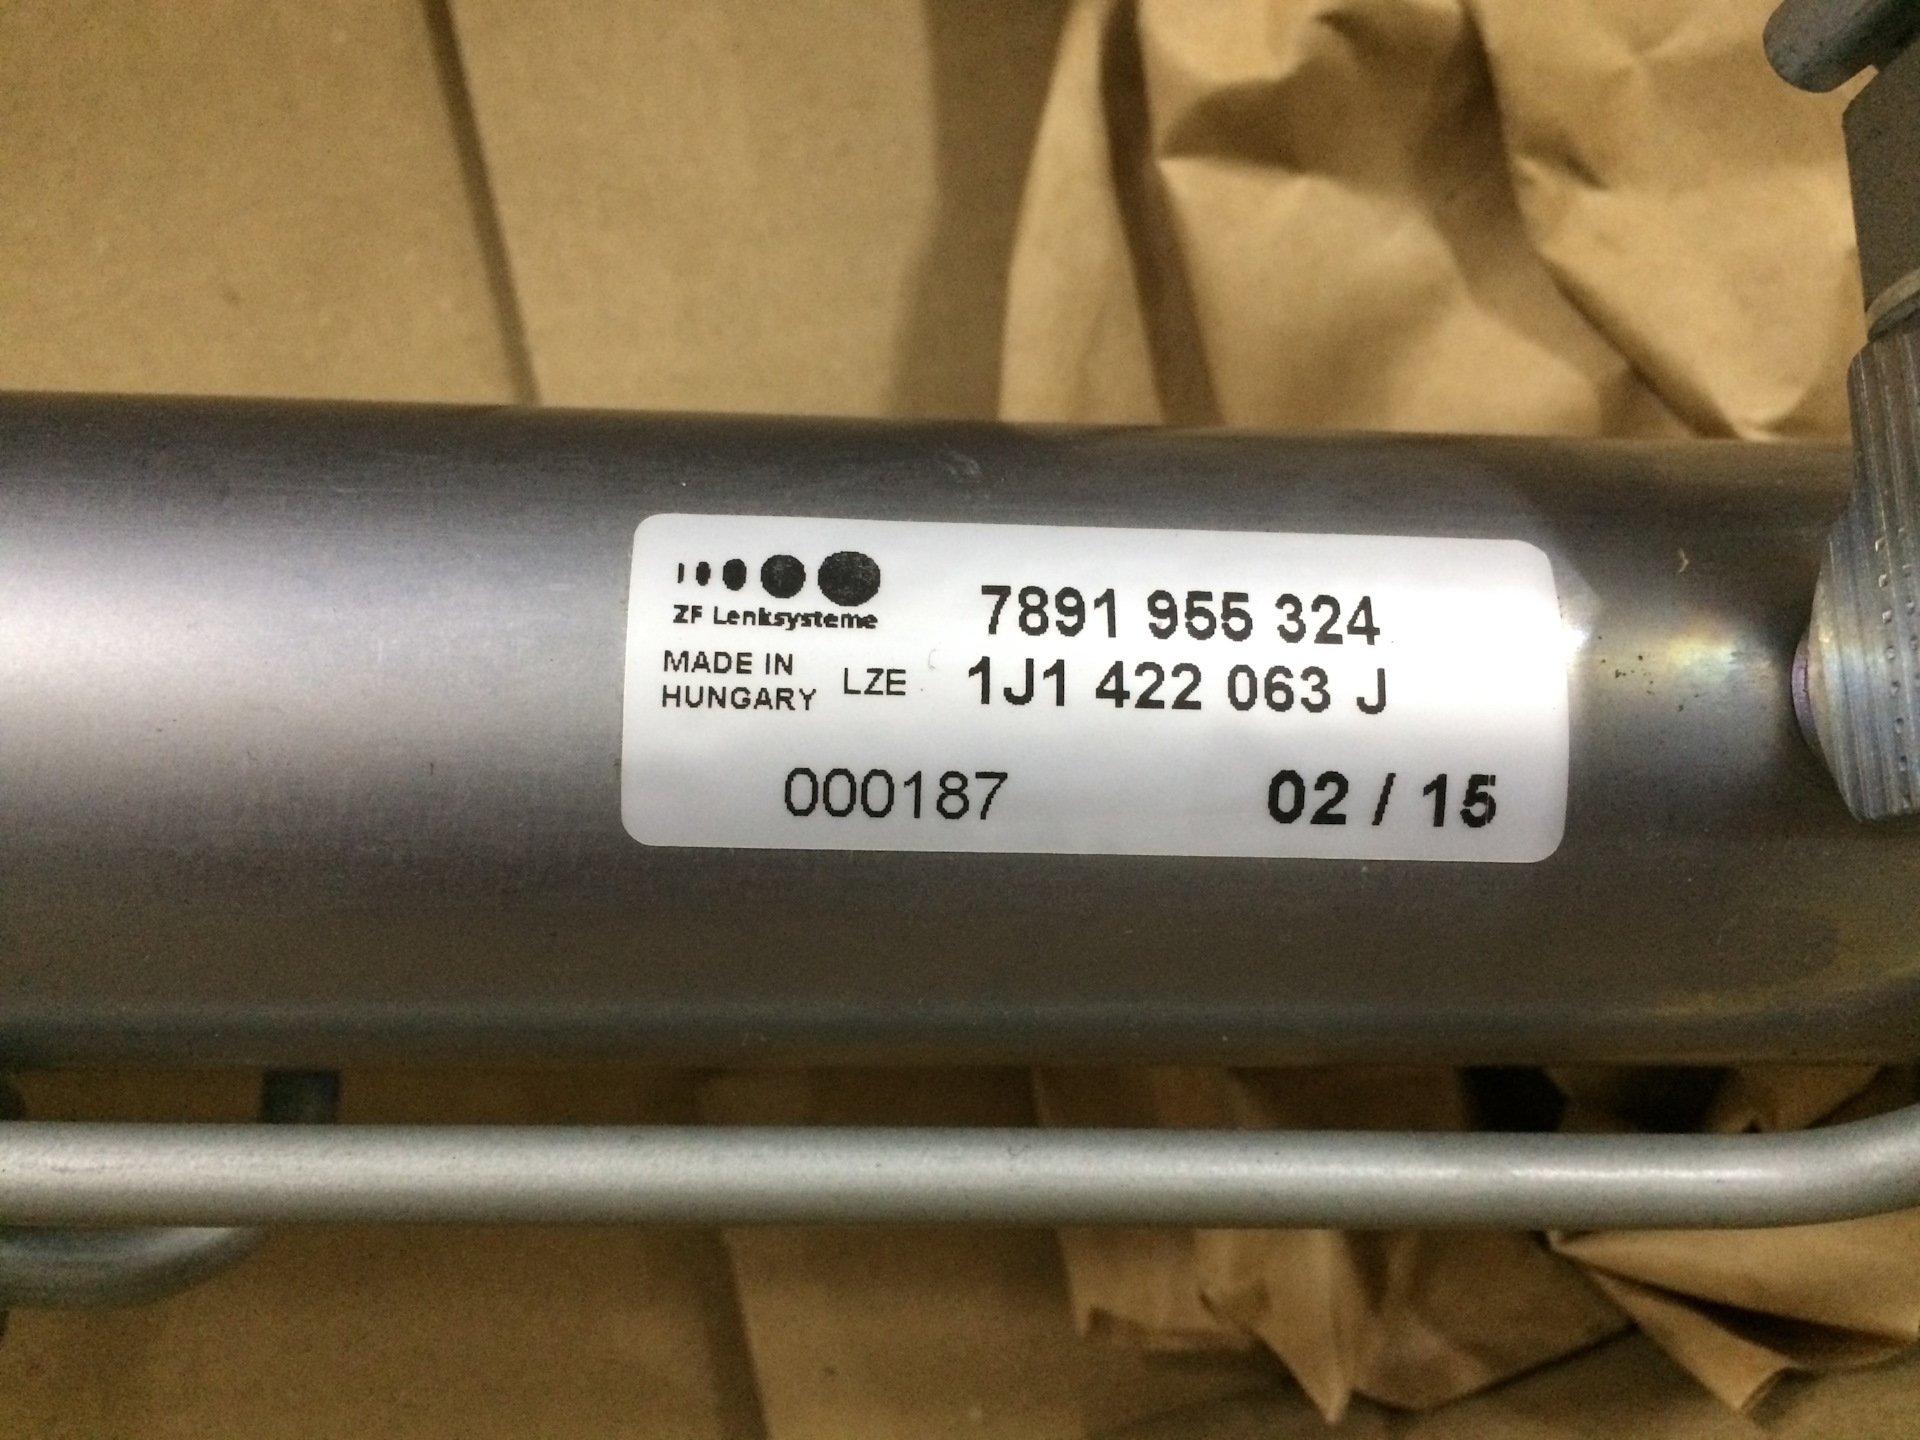 ZF Lenksysteme
7891 955 324
MADE IN
HUNGARY
LZE
1J1 422 063 J
000187
02 / 15